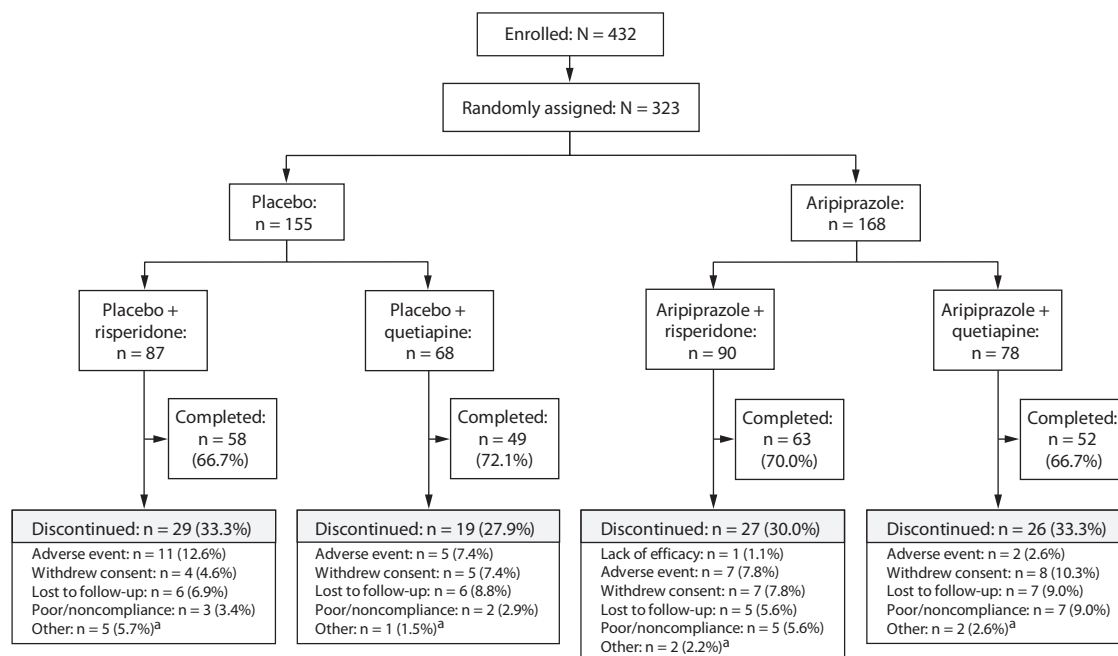 Enrolled: N = 432
Randomly assigned: N = 323
Placebo:
n = 155
Aripiprazole:
n = 168
Placebo +
risperidone:
n = 87
Placebo +
quetiapine:
n = 68
Aripiprazole +
risperidone:
n = 90
Aripiprazole +
quetiapine:
n = 78
Completed:
n = 58
(66.7%)
Completed:
n = 49
(72.1%)
Completed:
n = 63
(70.0%)
Completed:
n = 52
(66.7%)
Discontinued: n = 29 (33.3%)
Adverse event: n = 11 (12.6%)
Withdrew consent: n = 4 (4.6%)
Lost to follow-up: n = 6 (6.9%)
Poor/noncompliance: n = 3 (3.4%)
Other: n = 5 (5.7%)a
Discontinued: n = 19 (27.9%)
Adverse event: n = 5 (7.4%)
Withdrew consent: n = 5 (7.4%)
Lost to follow-up: n = 6 (8.8%)
Poor/noncompliance: n = 2 (2.9%)
Other: n = 1 (1.5%)a
Discontinued: n = 27 (30.0%)
Lack of efficacy: n = 1 (1.1%)
Adverse event: n = 7 (7.8%)
Withdrew consent: n = 7 (7.8%)
Lost to follow-up: n = 5 (5.6%)
Poor/noncompliance: n = 5 (5.6%)
Other: n = 2 (2.2%)a
Discontinued: n = 26 (33.3%)
Adverse event: n = 2 (2.6%)
Withdrew consent: n = 8 (10.3%)
Lost to follow-up: n = 7 (9.0%)
Poor/noncompliance: n = 7 (9.0%)
Other: n = 2 (2.6%)a